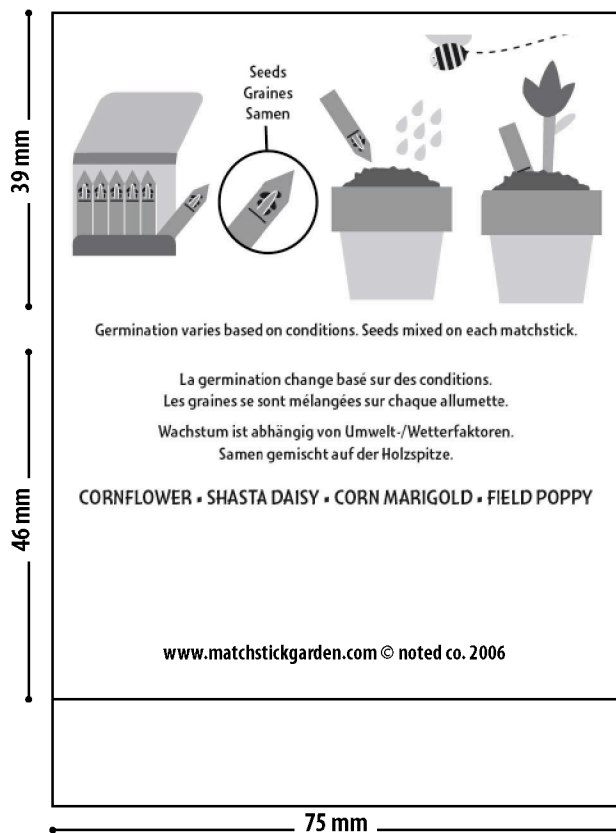 Seeds
Graines
Samen
39 mm
Germination varies based on conditions. Seeds mixed on each matchstick.
La germination change basé sur des conditions.
Les graines se sont mélangées sur chaque allumette.
Wachstum ist abhängig von Umwelt-/Wetterfaktoren.
Samen gemischt auf der Holzspitze.
46 mm
CORNFLOWER ▪ SHASTA DAISY ▪ CORN MARIGOLD ▪ FIELD POPPY
www.matchstickgarden.com © noted co. 2006
75 mm